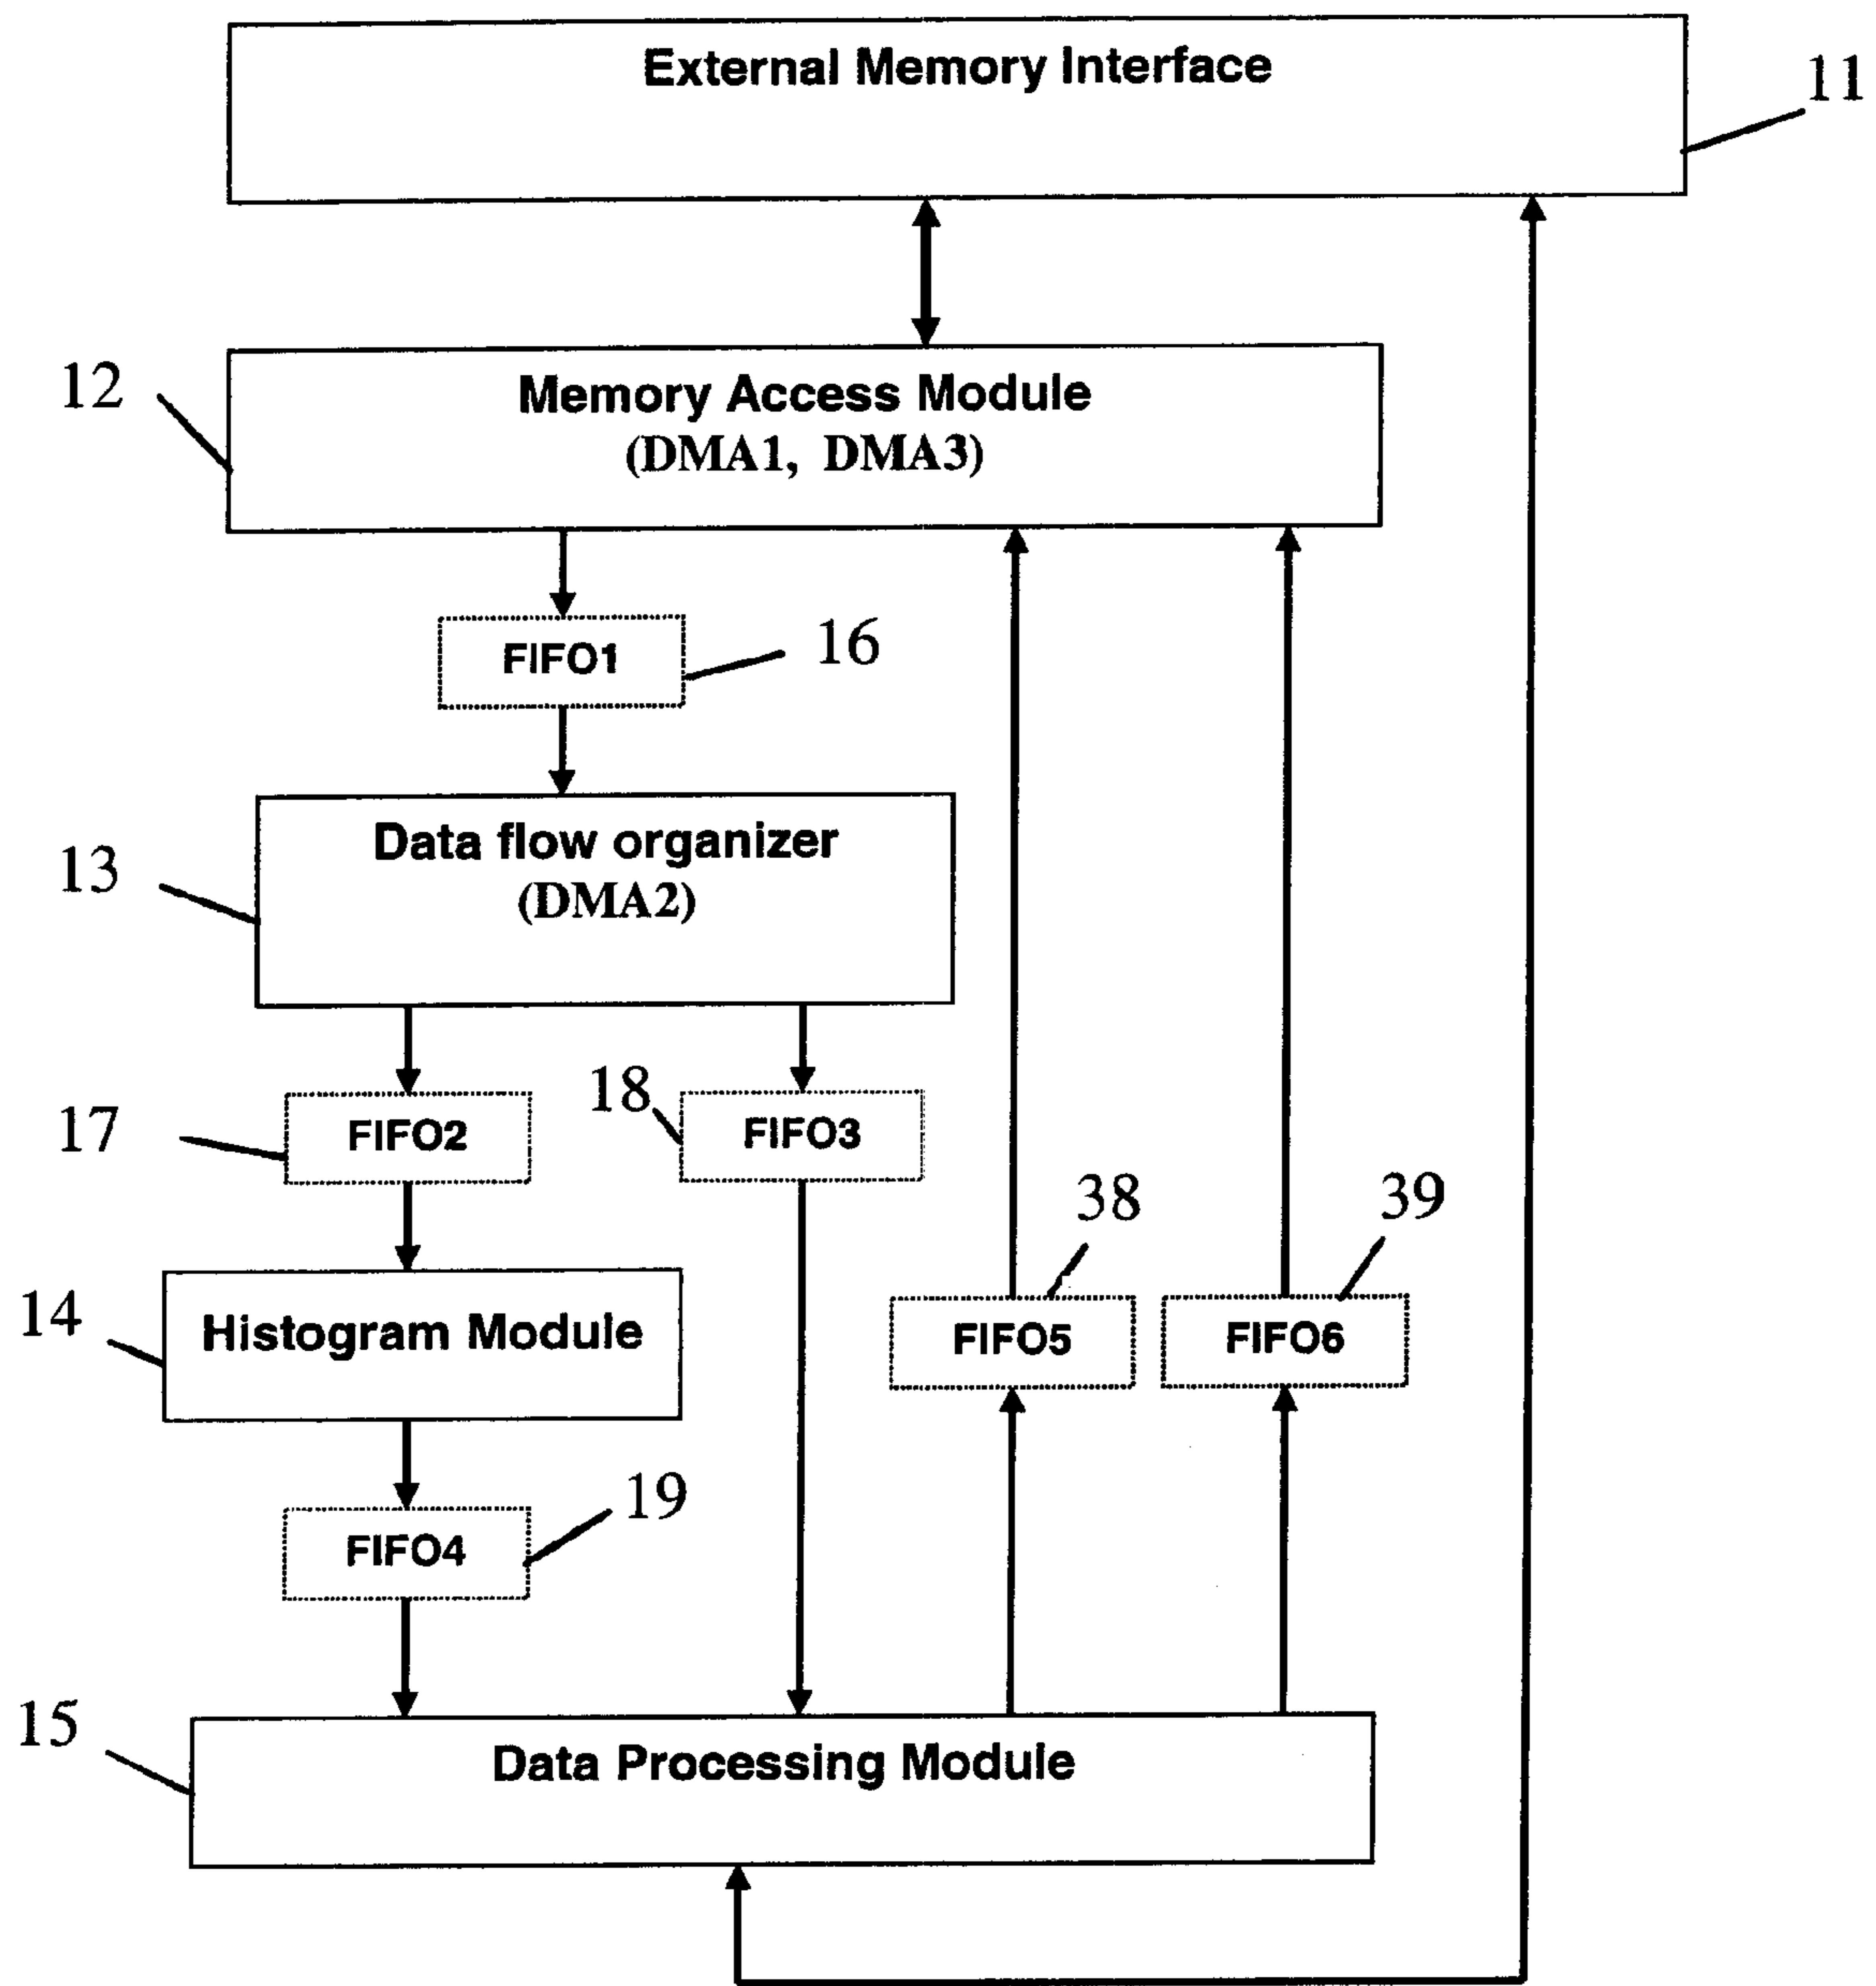 External Memory Interface
11
12
Memory Access Module
(DMA1, DMA3)
FIFO1
16
13
Data flow organizer
(DMA2)
17
FIFO2
18
FIFO3
38
39
14
Histogram Module
FIFO5
FIFO6
FIFO4
19
15
Data Processing Module